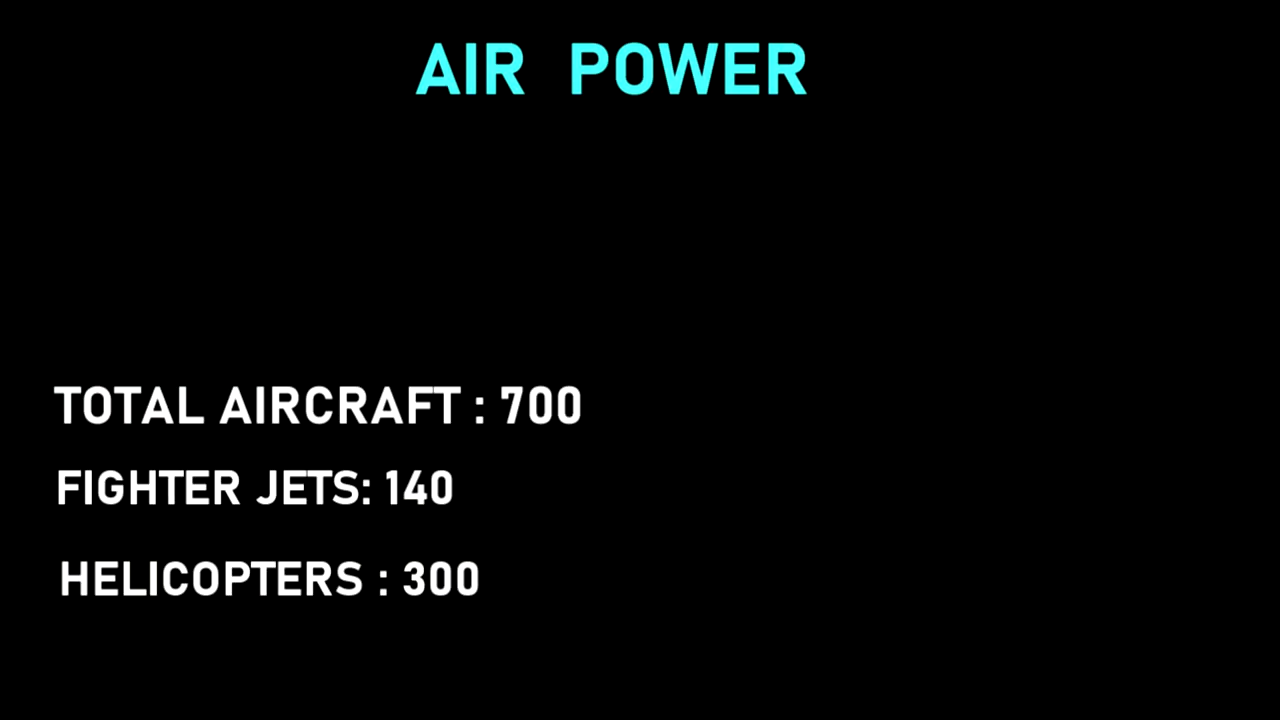 AIR POWER
TOTAL AIRCRAFT : 700
FIGHTER JETS: 140
HELICOPTERS : 300